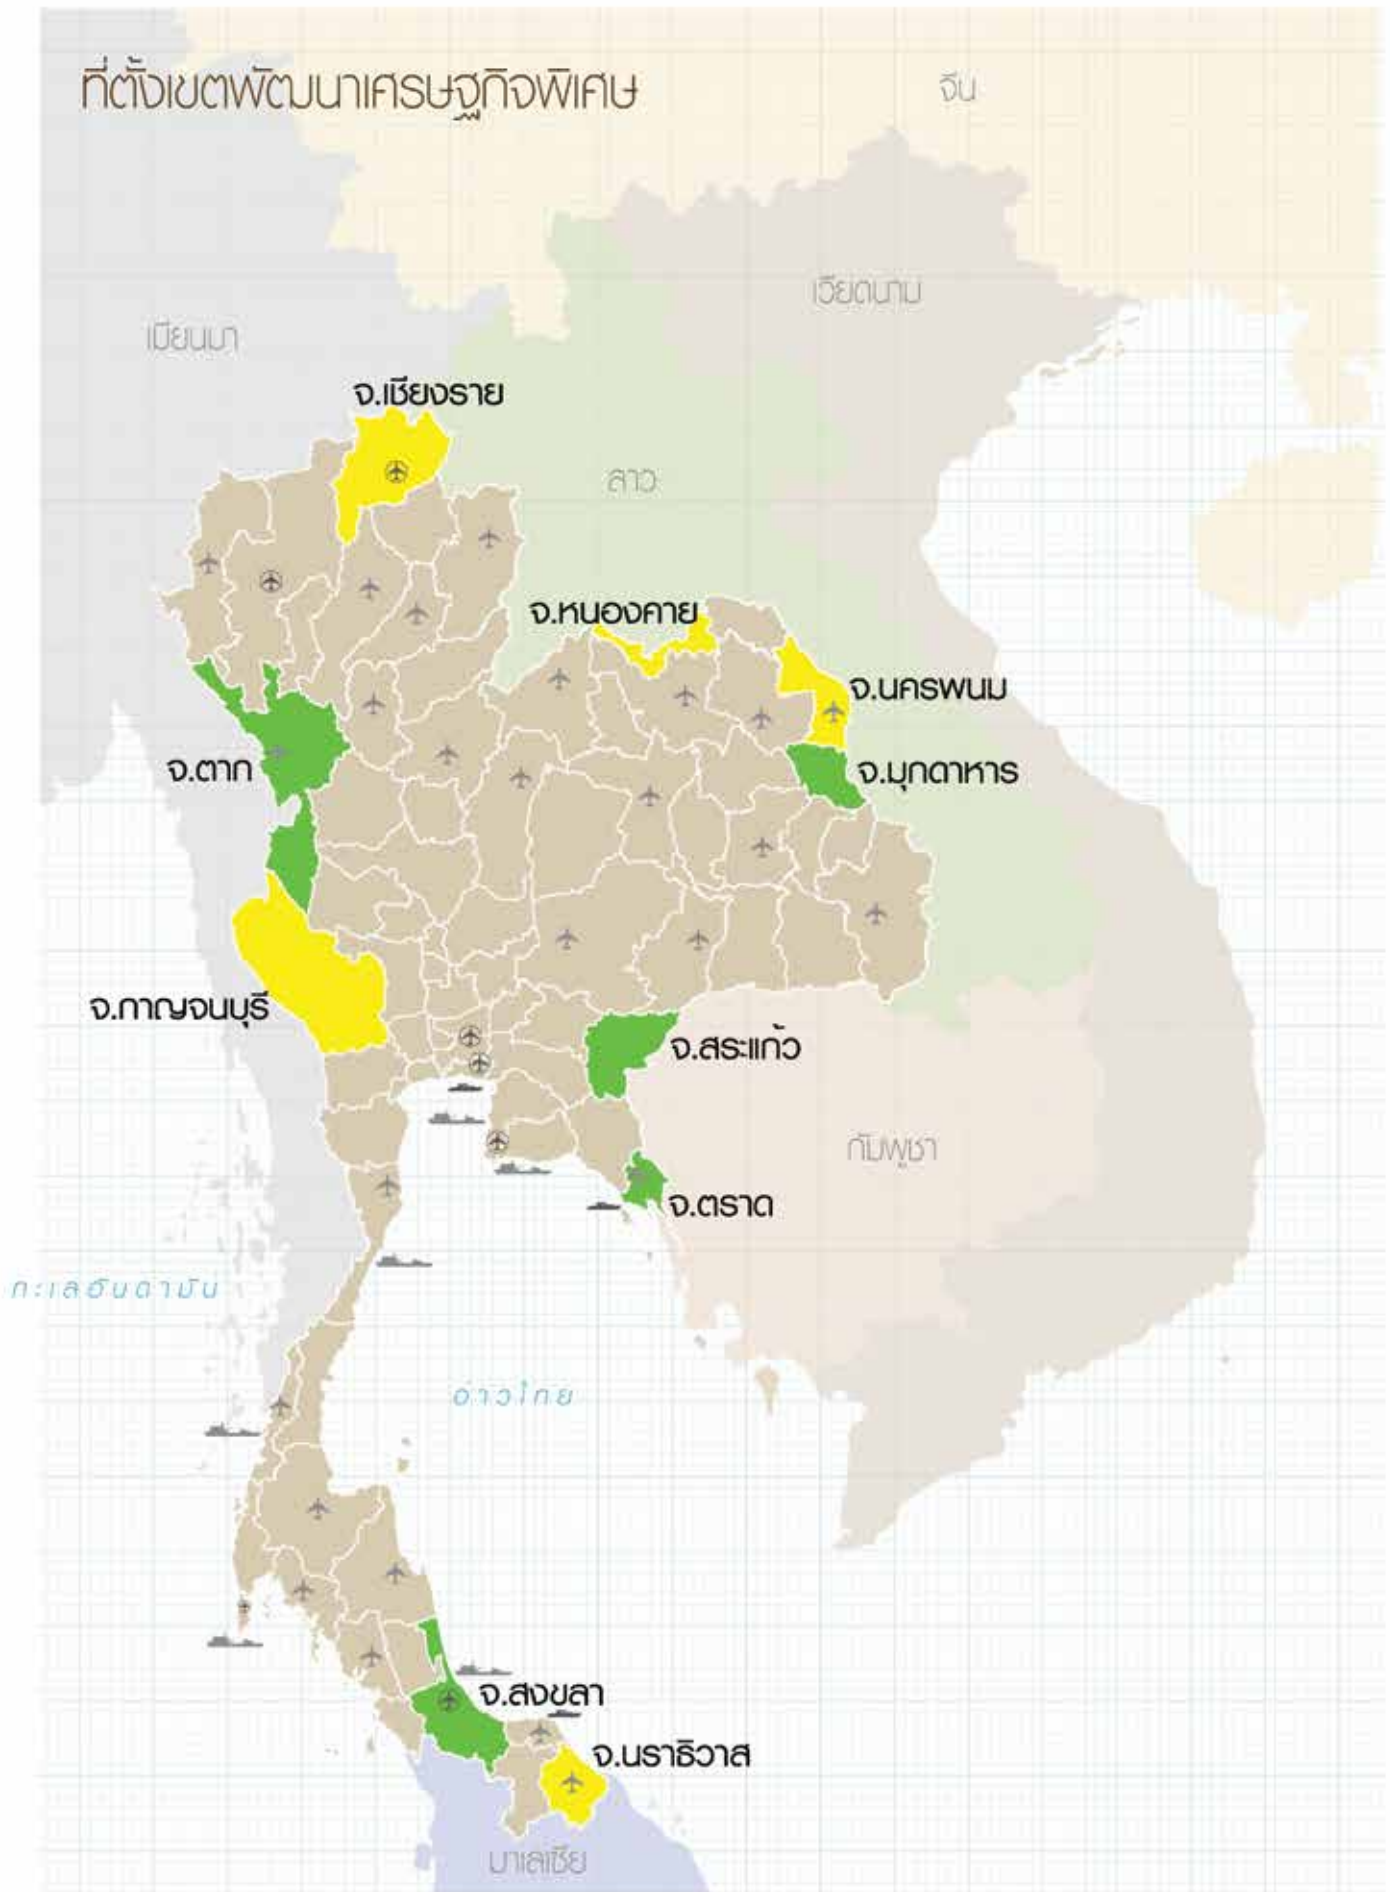 ที่ตั้งเขตพัฒนาเศรษฐกิจพิเศษ
จีน
เวียดนาม
เมียนมา
จ.เชียงราย
ลาว
จ.หนองคาย
จ.นครพนม
จ.ตาก
จ.มุกดาหาร
จ.กาญจนบุรี
จ.สระแก้ว
กัมพูชา
จ.ตราด
ทะเลอันดามัน
อ่าวไทย
จ.สงขลา
จ.นราธิวาส
มาเลเซีย